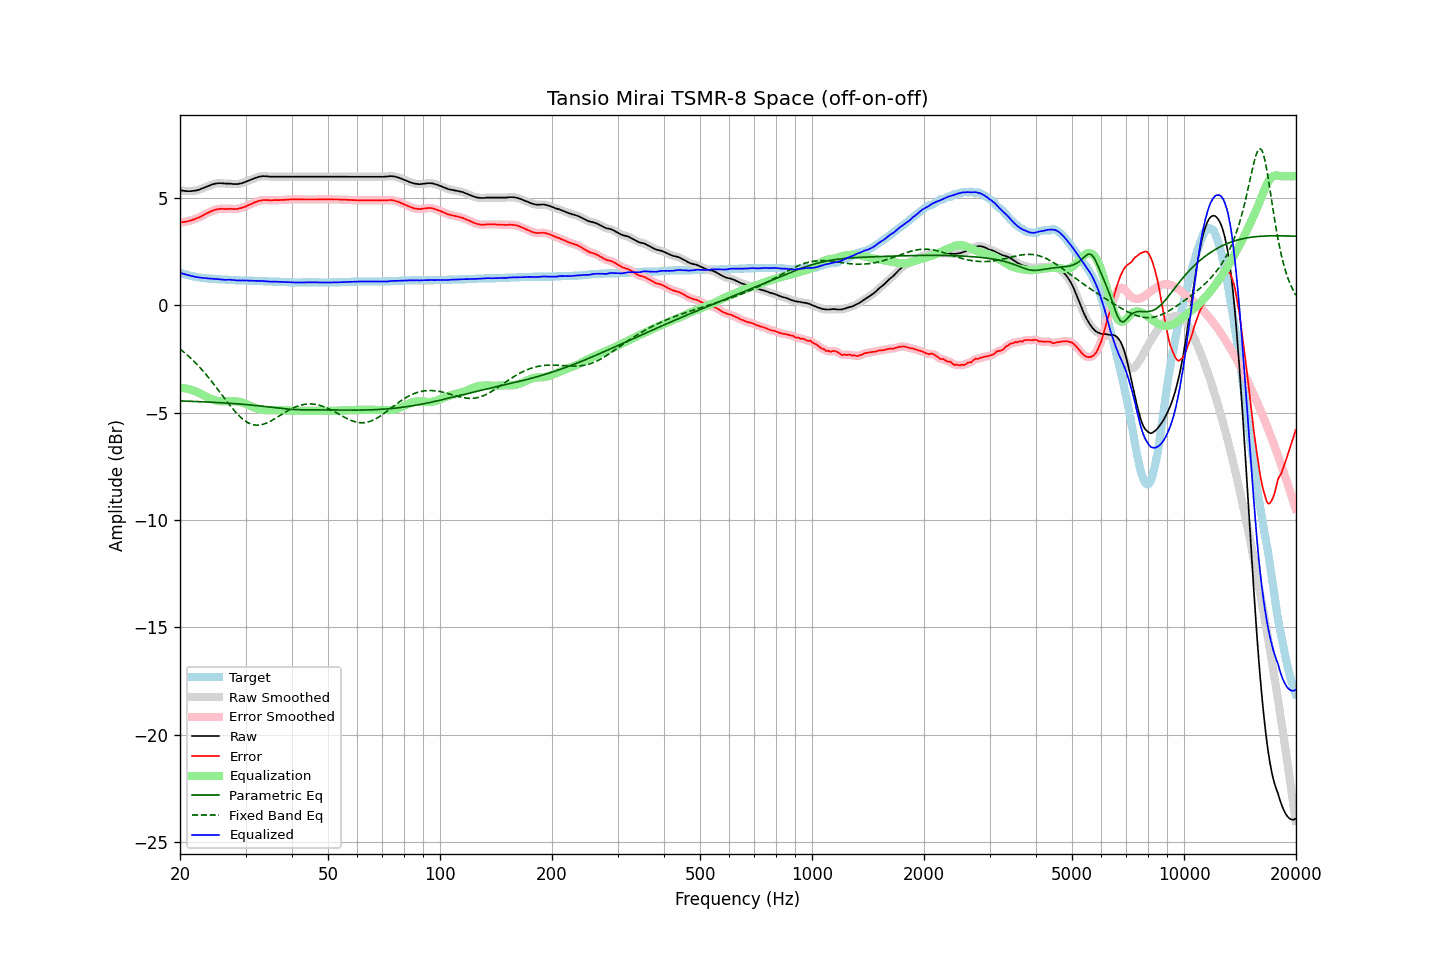 Tansio Mirai TSMR-8 Space (off-on-off)
5
0
−5
−10
−15
−20
−25
Amplitude (dBr)
Target
Raw Smoothed
Error Smoothed
Raw
Error
Equalization
Parametric Eq
Fixed Band Eq
Equalized
20 50 100 200 500 1000 2000 5000 10000 20000
Frequency (Hz)